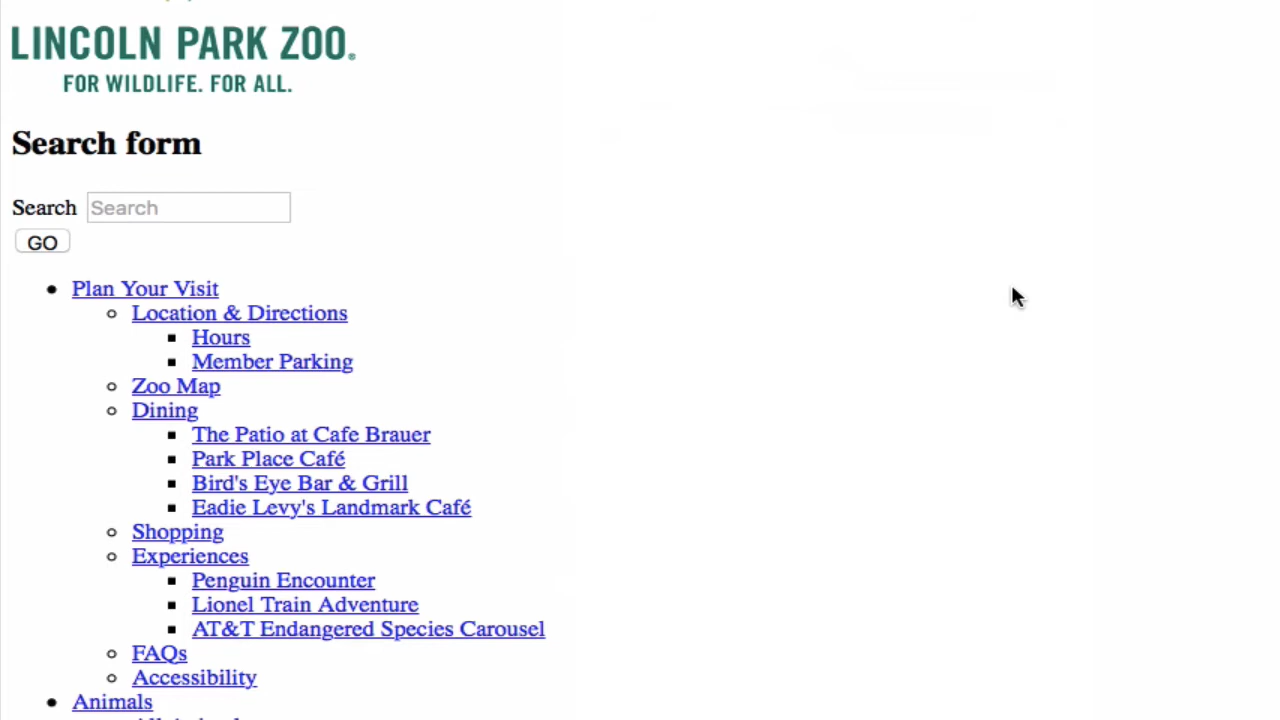 LINCOLN PARK ZOO®
FOR WILDLIFE. FOR ALL.
Search form
Search Search
GO
Plan Your Visit
Location & Directions
Hours
Member Parking
Zoo Map
Dining
The Patio at Cafe Brauer
Park Place Café
Bird's Eye Bar & Grill
Eadie Levy's Landmark Café
Shopping
Experiences
Penguin Encounter
Lionel Train Adventure
AT&T Endangered Species Carousel
FAQs
Accessibility
Animals